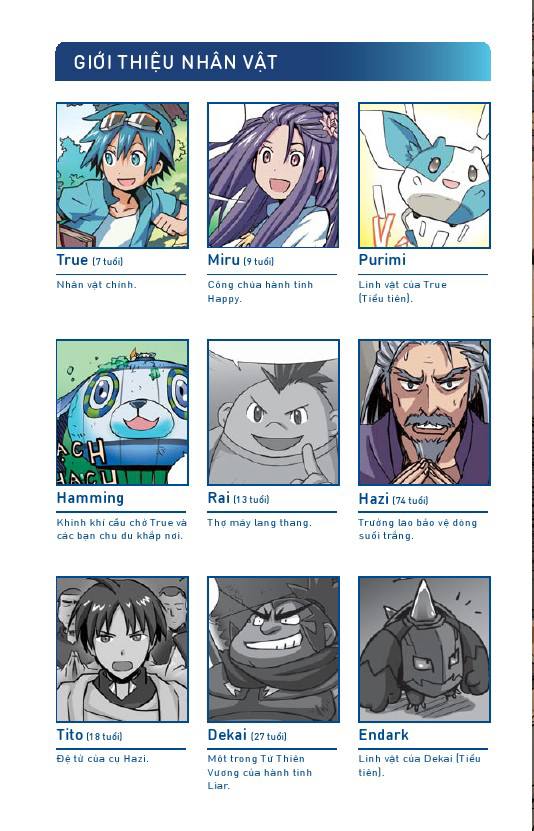 GIỚI THIỆU NHÂN VẬT
True (7 tuổi)
Nhân vật chính.
Miru (9 tuổi)
Công chúa hành tinh
Happy.
Purimi
Linh vật của True
(Tiểu tiên).
ẠCH
ẠCH
Hamming
Khinh khí cầu chở True và
các bạn chu du khắp nơi.
Rai (13 tuổi)
Thợ máy lang thang.
Hazi (74 tuổi)
Trưởng lão bảo vệ dòng
suối trắng.
Tito (18 tuổi)
Đệ tử của cụ Hazi.
Dekai (27 tuổi)
Một trong Tứ Thiên
Vương của hành tinh
Liar.
Endark
Linh vật của Dekai (Tiểu
tiên).